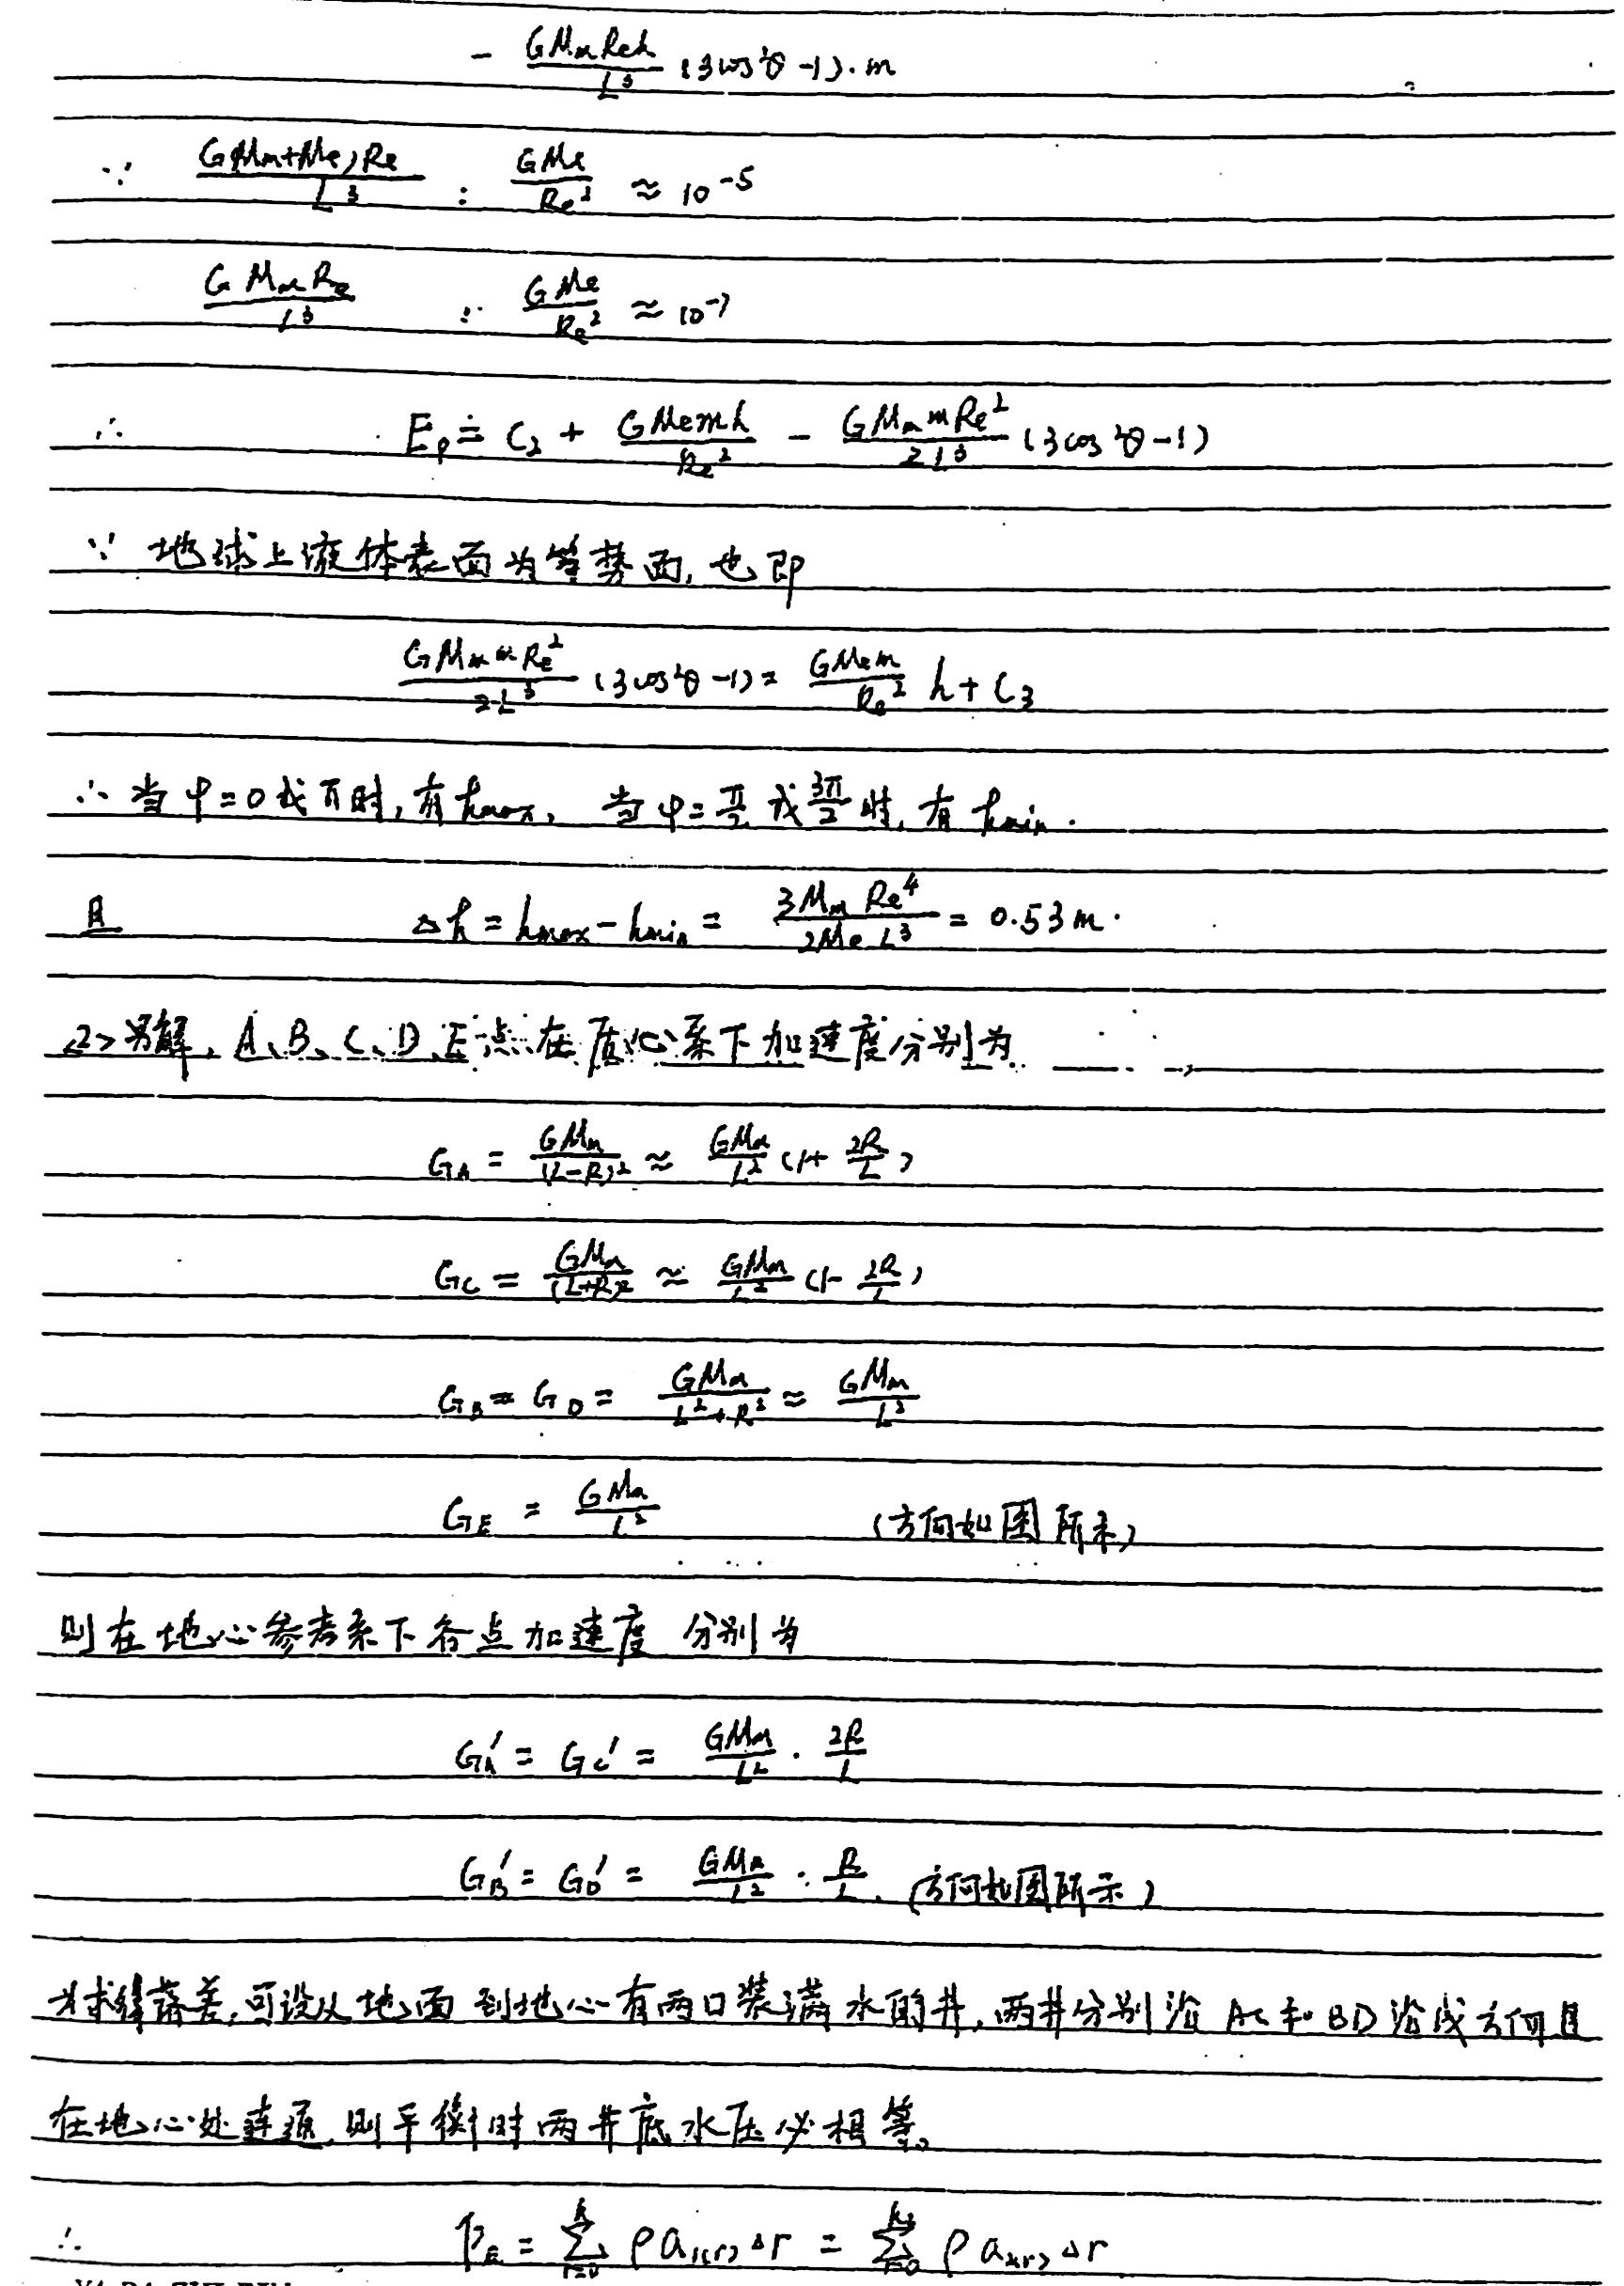 - GMmReh/L³ (3cos²θ-1)·m
∵ G(Mm+Me)Re/L³ : GMe/Re² ≈ 10⁻⁵
GMmRe/L³ : GMe/Re² ≈ 10⁻⁷
∴ Ep ≐ C₂ + GMemh/Re² - GMmmRe²/2L³ (3cos²θ-1)
∵ 地球上液体表面为等势面, 也即
GMmmRe²/2L³ (3cos²θ-1) = GMem/Re² h + C₃
∴ 当φ=0或π时, 有hmax, 当φ=π/2或3π/2时, 有hmin.
且 Δh = hmax - hmin = 3MmRe⁴/2MeL³ = 0.53m.
<2> 另解, A、B、C、D、E点在质心系下加速度分别为
GA = GMm/(L-R)² ≈ GMm/L² (1+2R/L)
GC = GMm/(L+R)² ≈ GMm/L² (1-2R/L)
GB = GD = GMm/L²+R² ≈ GMm/L²
GE = GMm/L² (方向如图所示)
则在地心参考系下各点加速度 分别为
GA' = GC' = GMm/L² · 2R/L
GB' = GD' = GMm/L² · R/L. (方向如图所示)
为求得落差, 可设从地面到地心有两口装满水的井, 两井分别沿AC和BD沿线方向且
在地心处连通, 则平衡时两井底水压必相等。
∴ PE = Σ ρa₁(r)Δr = Σ ρa₂(r)Δr